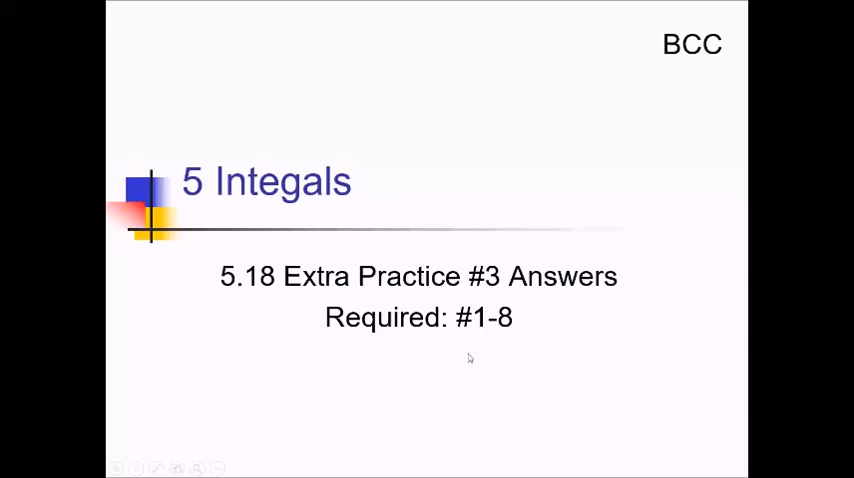 BCC
5 Integals
5.18 Extra Practice #3 Answers
Required: #1-8